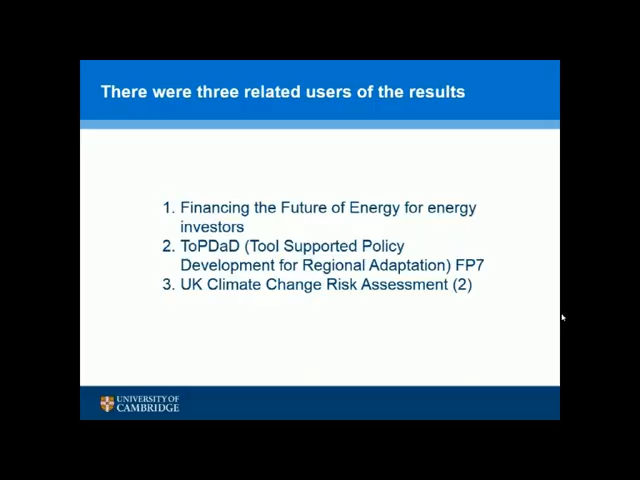 There were three related users of the results
1. Financing the Future of Energy for energy
investors
2. ToPDaD (Tool Supported Policy
Development for Regional Adaptation) FP7
3. UK Climate Change Risk Assessment (2)
UNIVERSITY OF
CAMBRIDGE